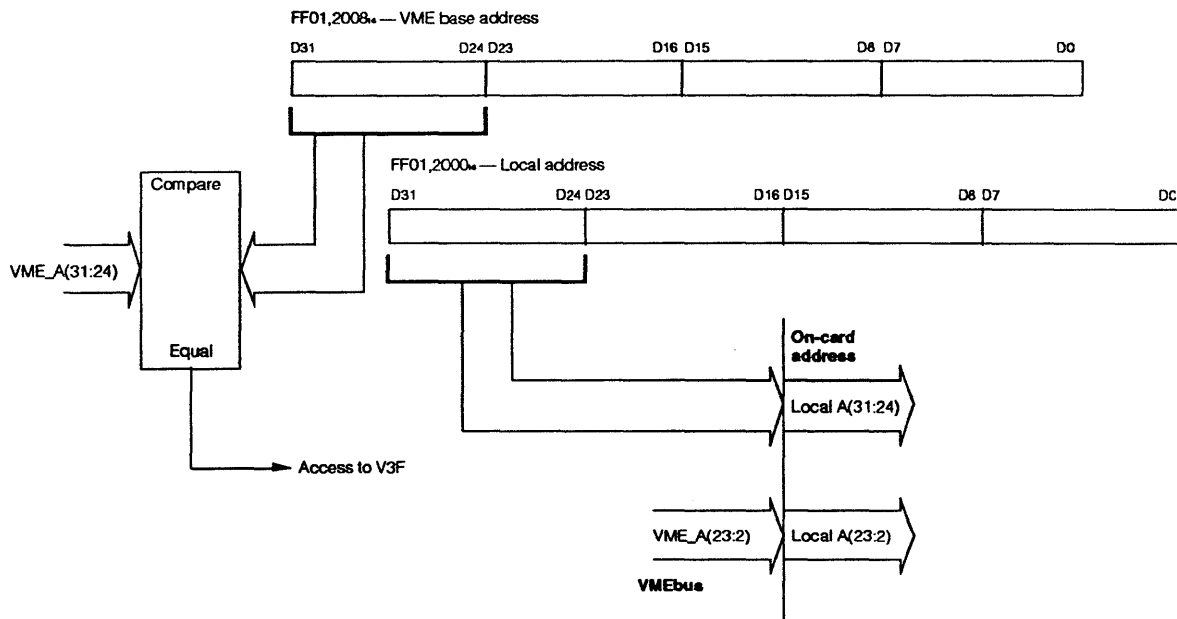 FF01,2008₁₆ — VME base address
D31 D24 D23 D16 D15 D8 D7 D0
FF01,2000₁₆ — Local address
D31 D24 D23 D16 D15 D8 D7 D0
Compare
VME_A(31:24)
Equal
On-card
address
Local A(31:24)
Access to V3F
VME_A(23:2) Local A(23:2)
VMEbus